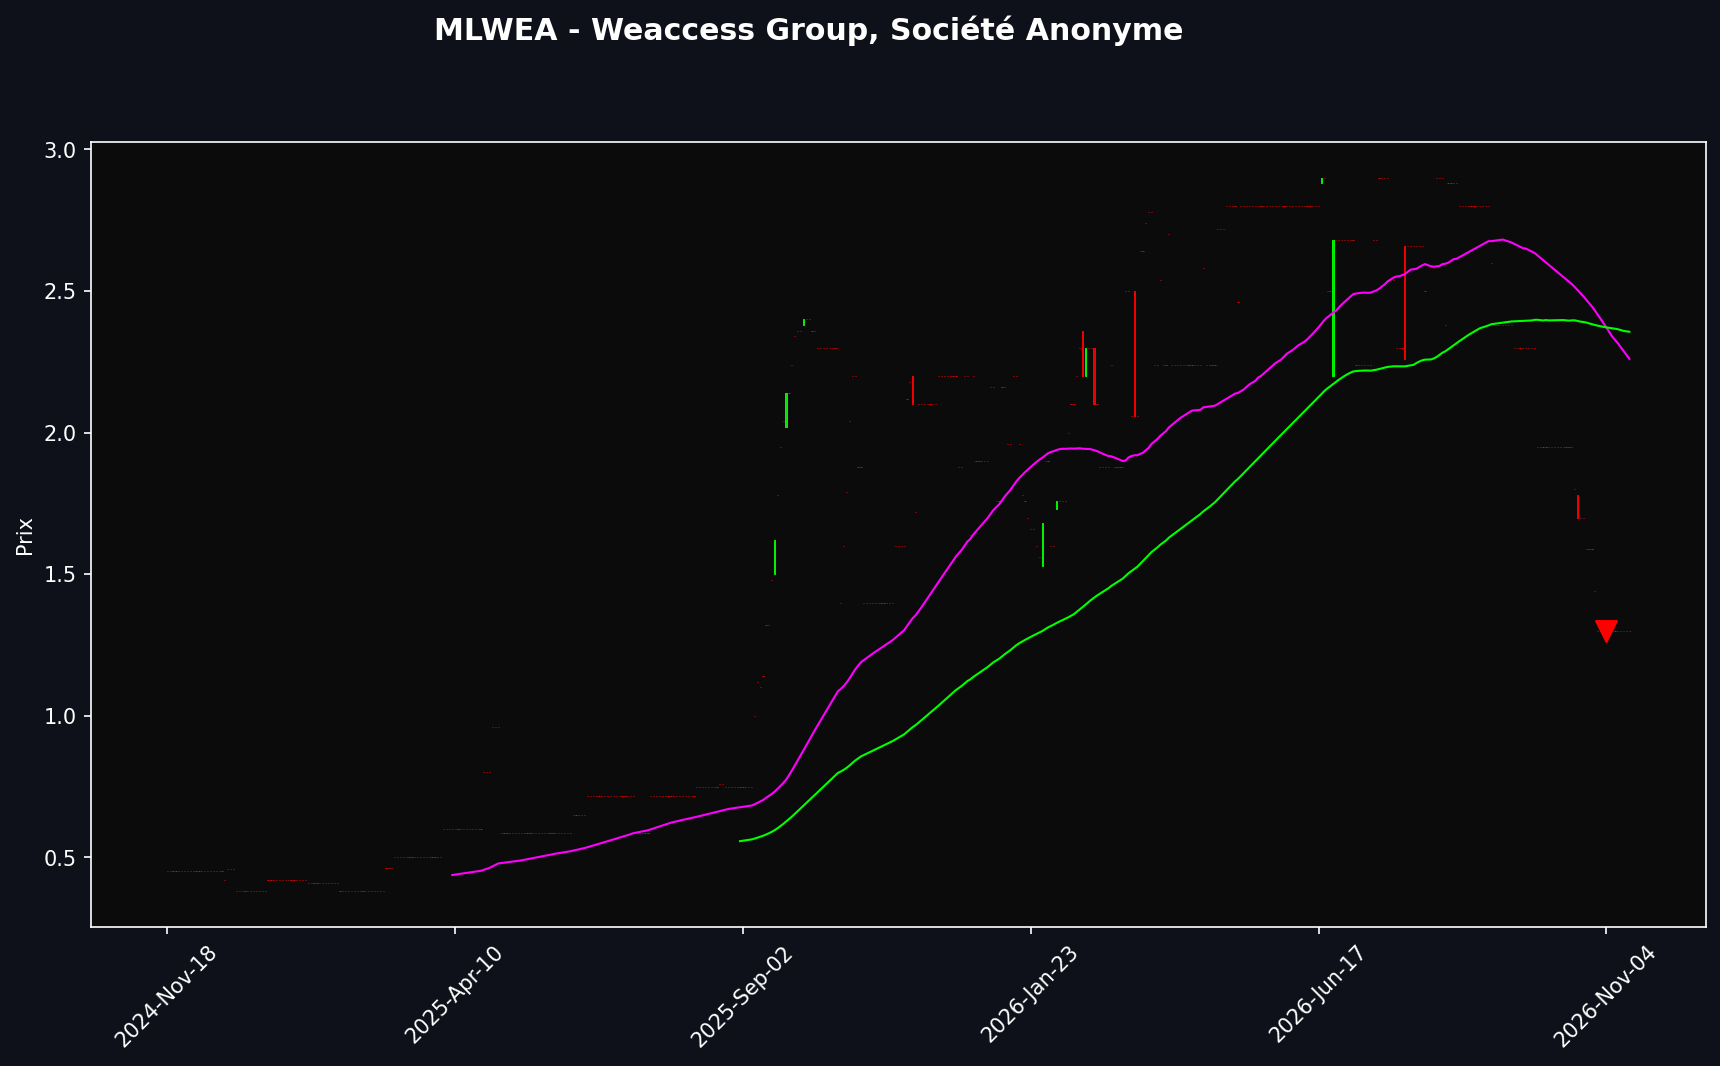 MLWEA - Weaccess Group, Société Anonyme
Prix
3.0
2.5
2.0
1.5
1.0
0.5
2024-Nov-18
2025-Apr-10
2025-Sep-02
2026-Jan-23
2026-Jun-17
2026-Nov-04